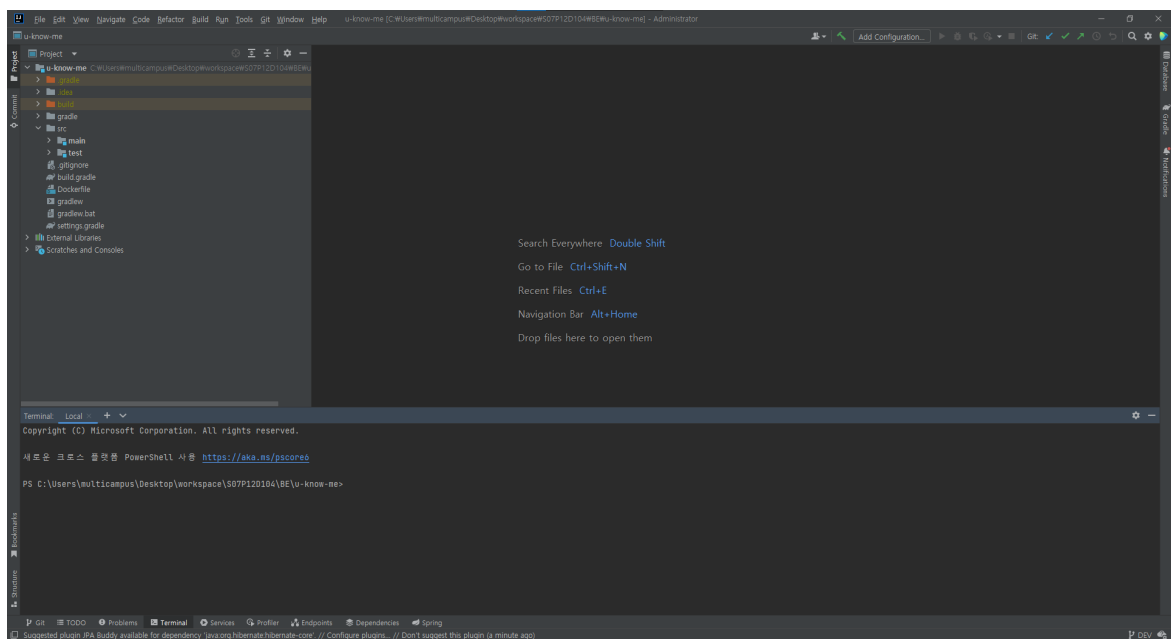 File Edit View Navigate Code Refactor Build Run Tools Git Window Help u-know-me [C:₩Users₩multicampus₩Desktop₩workspace₩S07P12D104₩BE₩u-know-me] - Administrator
u-know-me
Add Configuration...
Git:
Project
u-know-me C:₩Users₩multicampus₩Desktop₩workspace₩S07P12D104₩BE₩u
.gradle
.idea
build
gradle
src
main
test
.gitignore
build.gradle
Dockerfile
gradlew
gradlew.bat
settings.gradle
External Libraries
Scratches and Consoles
Project
Commit
Database
Gradle
Notifications
Search Everywhere Double Shift
Go to File Ctrl+Shift+N
Recent Files Ctrl+E
Navigation Bar Alt+Home
Drop files here to open them
Terminal: Local
Copyright (C) Microsoft Corporation. All rights reserved.
새로운 크로스 플랫폼 PowerShell 사용 https://aka.ms/pscore6
PS C:\Users\multicampus\Desktop\workspace\S07P12D104\BE\u-know-me>
Bookmarks
Structure
Git TODO Problems Terminal Services Profiler Endpoints Dependencies Spring
Suggested plugin JPA Buddy available for dependency 'java:org.hibernate:hibernate-core'. // Configure plugins... // Don't suggest this plugin (a minute ago)
DEV